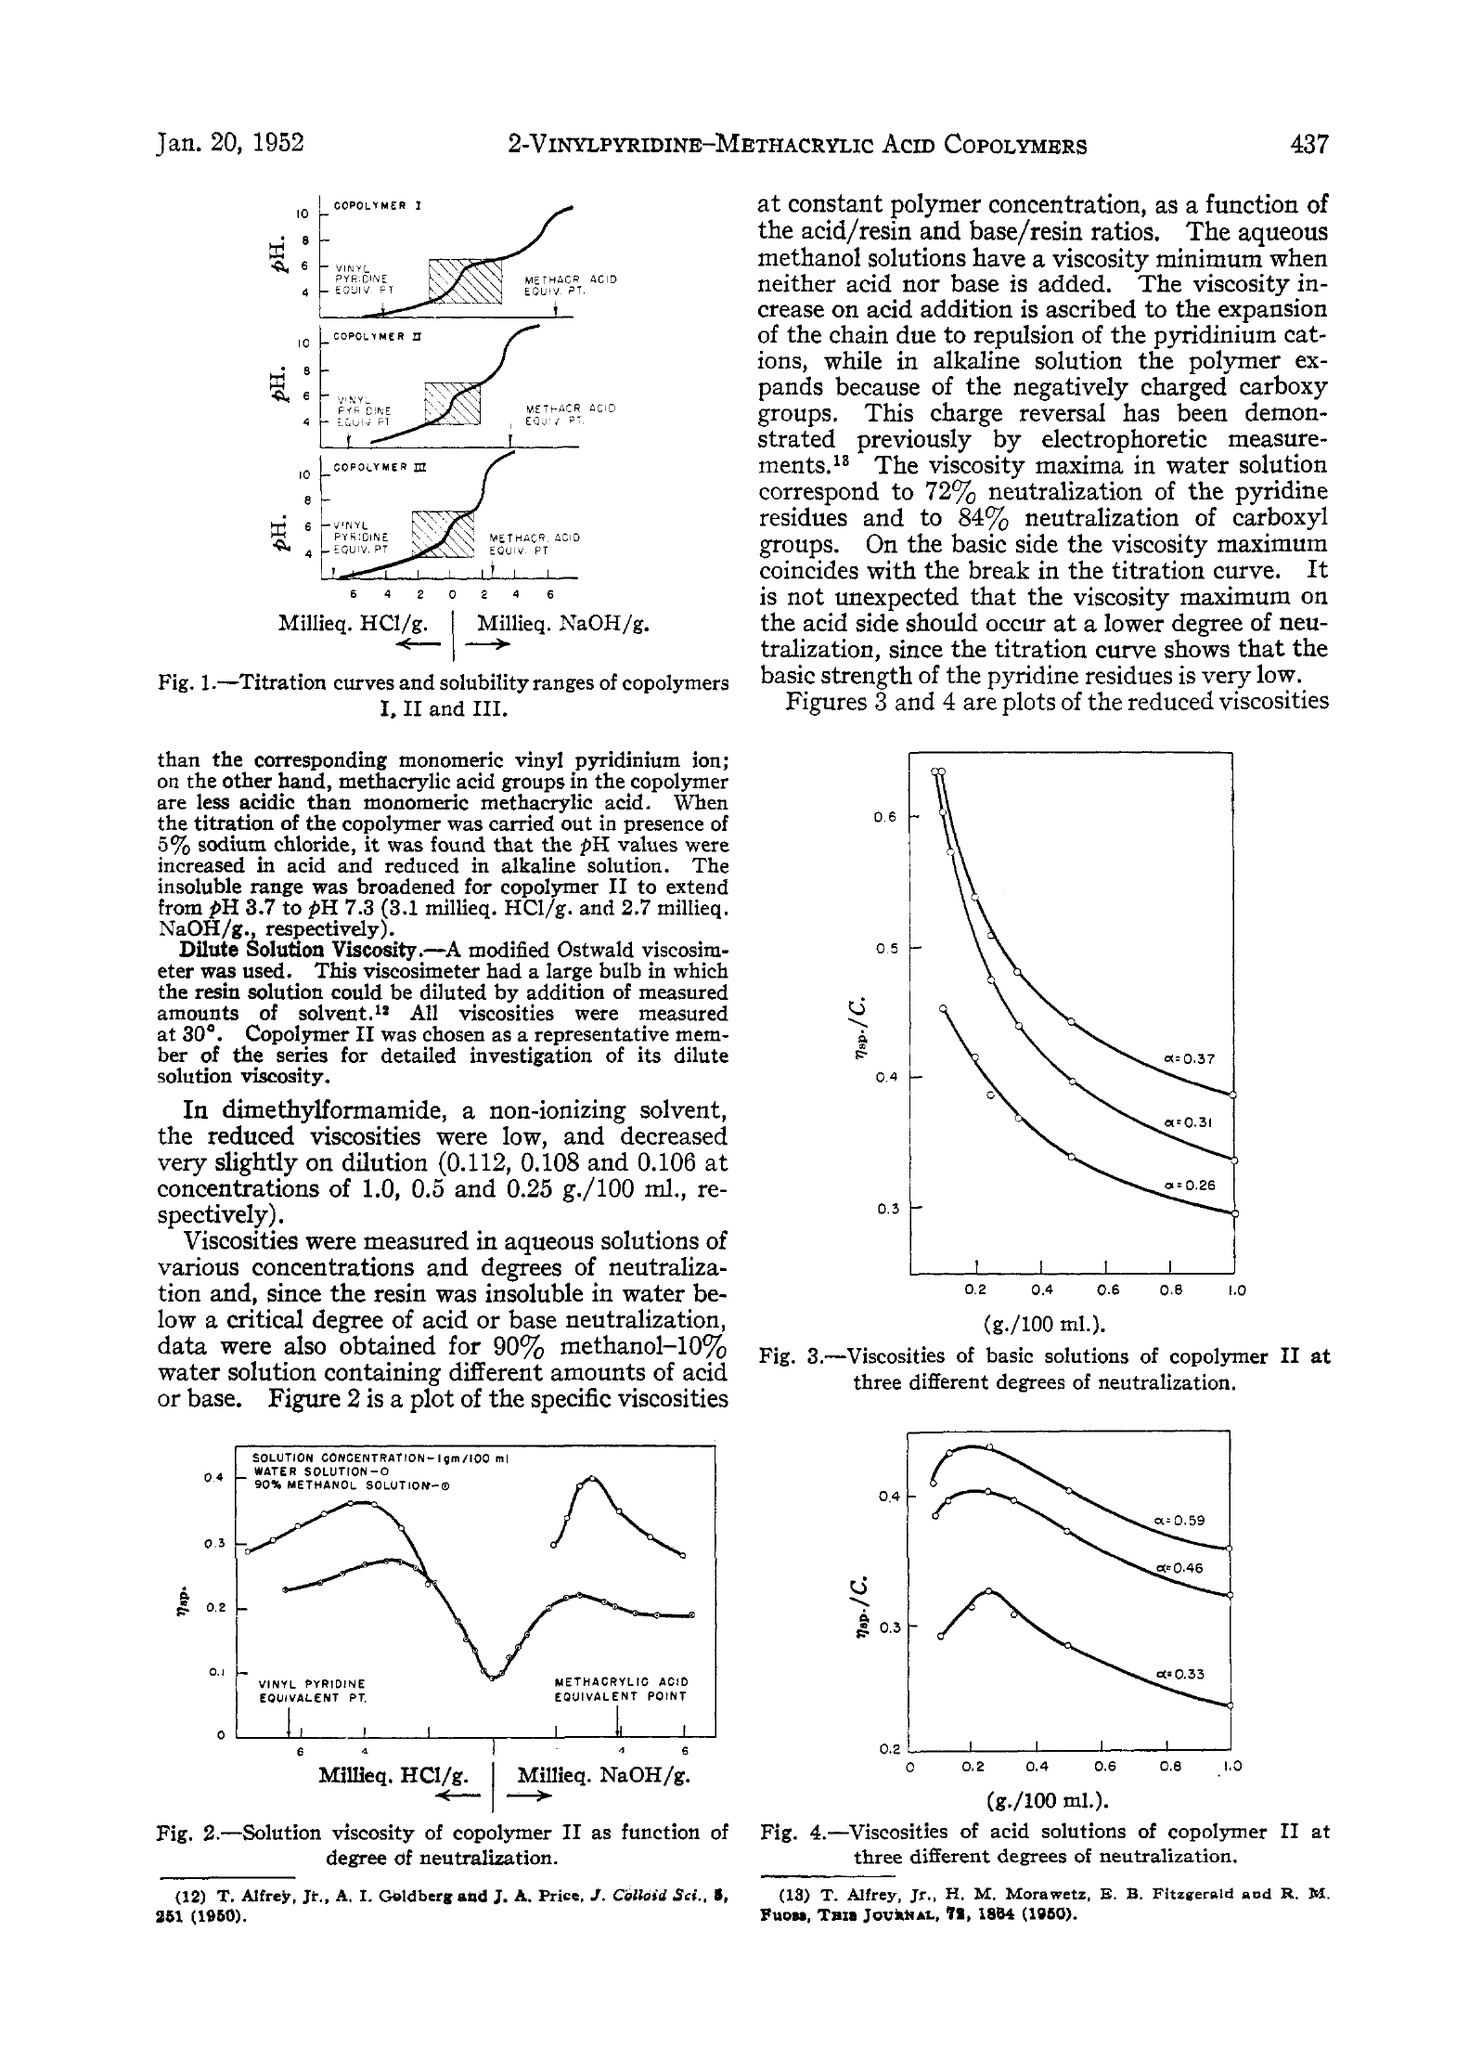 Jan. 20, 1952
2-VINYLPYRIDINE–METHACRYLIC ACID COPOLYMERS
437
COPOLYMER I
10
8
6
4
pH.
VINYL
PYRIDINE
EQUIV. PT
METHACR ACID
EQUIV. PT.
COPOLYMER II
10
8
6
4
pH.
VINYL
PYR DINE
EQUIV PT
METHACR ACID
EQUIV PT.
COPOLYMER III
10
8
6
4
pH.
VINYL
PYRIDINE
EQUIV. PT
METHACR. ACID
EQUIV. PT
6 4 2 0 2 4 6
Millieq. HCl/g. Millieq. NaOH/g.
Fig. 1.—Titration curves and solubility ranges of copolymers
I, II and III.
than the corresponding monomeric vinyl pyridinium ion;
on the other hand, methacrylic acid groups in the copolymer
are less acidic than monomeric methacrylic acid. When
the titration of the copolymer was carried out in presence of
5% sodium chloride, it was found that the pH values were
increased in acid and reduced in alkaline solution. The
insoluble range was broadened for copolymer II to extend
from pH 3.7 to pH 7.3 (3.1 millieq. HCl/g. and 2.7 millieq.
NaOH/g., respectively).
Dilute Solution Viscosity.—A modified Ostwald viscosim-
eter was used. This viscosimeter had a large bulb in which
the resin solution could be diluted by addition of measured
amounts of solvent.12 All viscosities were measured
at 30°. Copolymer II was chosen as a representative mem-
ber of the series for detailed investigation of its dilute
solution viscosity.
In dimethylformamide, a non-ionizing solvent,
the reduced viscosities were low, and decreased
very slightly on dilution (0.112, 0.108 and 0.106 at
concentrations of 1.0, 0.5 and 0.25 g./100 ml., re-
spectively).
Viscosities were measured in aqueous solutions of
various concentrations and degrees of neutraliza-
tion and, since the resin was insoluble in water be-
low a critical degree of acid or base neutralization,
data were also obtained for 90% methanol–10%
water solution containing different amounts of acid
or base. Figure 2 is a plot of the specific viscosities
SOLUTION CONCENTRATION-1gm/100 ml
WATER SOLUTION-O
90% METHANOL SOLUTION-⊙
0.4
0.3
0.2
0.1
0
ηsp.
VINYL PYRIDINE
EQUIVALENT PT.
METHACRYLIC ACID
EQUIVALENT POINT
6 4 4 6
Millieq. HCl/g. Millieq. NaOH/g.
Fig. 2.—Solution viscosity of copolymer II as function of
degree of neutralization.
(12) T. Alfrey, Jr., A. I. Goldberg and J. A. Price, J. Colloid Sci., 5,
251 (1950).
at constant polymer concentration, as a function of
the acid/resin and base/resin ratios. The aqueous
methanol solutions have a viscosity minimum when
neither acid nor base is added. The viscosity in-
crease on acid addition is ascribed to the expansion
of the chain due to repulsion of the pyridinium cat-
ions, while in alkaline solution the polymer ex-
pands because of the negatively charged carboxy
groups. This charge reversal has been demon-
strated previously by electrophoretic measure-
ments.13 The viscosity maxima in water solution
correspond to 72% neutralization of the pyridine
residues and to 84% neutralization of carboxyl
groups. On the basic side the viscosity maximum
coincides with the break in the titration curve. It
is not unexpected that the viscosity maximum on
the acid side should occur at a lower degree of neu-
tralization, since the titration curve shows that the
basic strength of the pyridine residues is very low.
Figures 3 and 4 are plots of the reduced viscosities
0.6
0.5
0.4
0.3
ηsp./C.
α=0.37
α=0.31
α=0.26
0.2 0.4 0.6 0.8 1.0
(g./100 ml.).
Fig. 3.—Viscosities of basic solutions of copolymer II at
three different degrees of neutralization.
0.4
0.3
0.2
ηsp./C.
α=0.59
α=0.46
α=0.33
0 0.2 0.4 0.6 0.8 1.0
(g./100 ml.).
Fig. 4.—Viscosities of acid solutions of copolymer II at
three different degrees of neutralization.
(13) T. Alfrey, Jr., H. M. Morawetz, E. B. Fitzgerald and R. M.
Fuoss, THIS JOURNAL, 72, 1864 (1950).